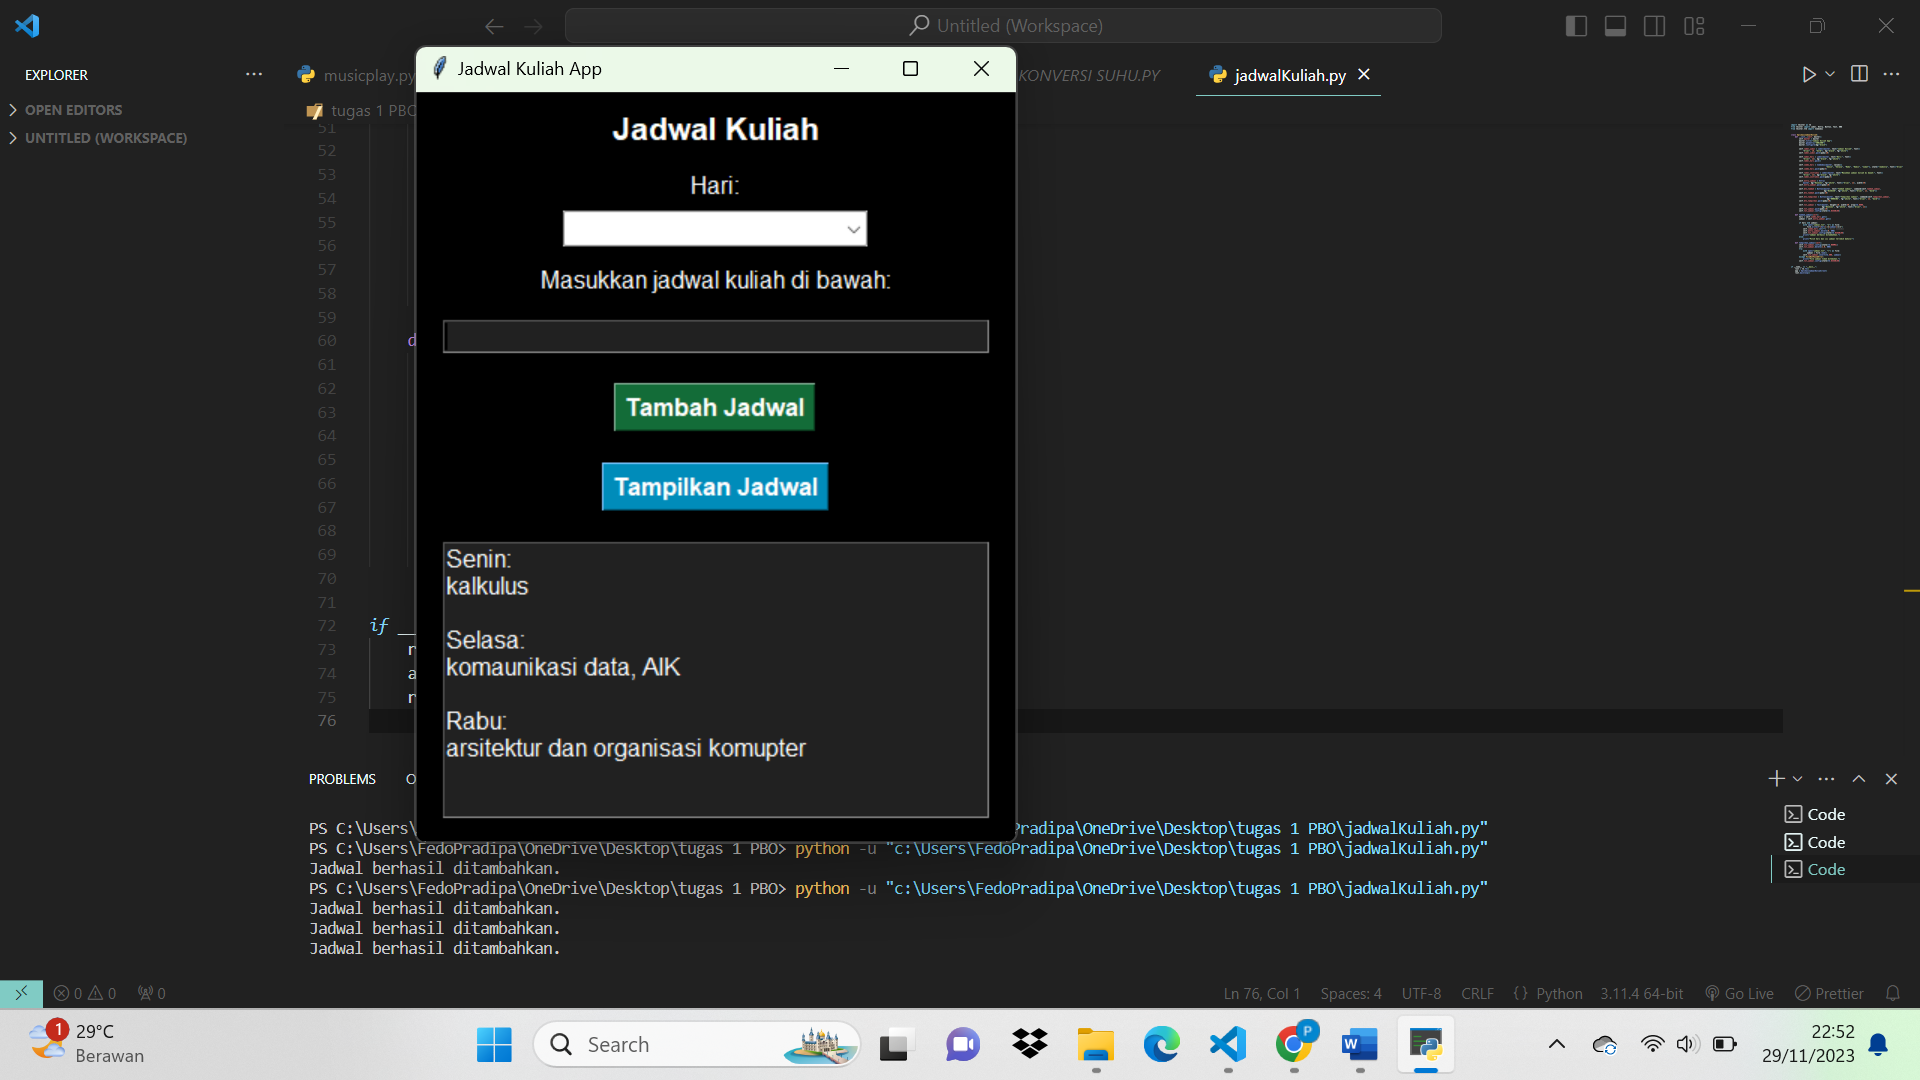 Untitled (Workspace)
EXPLORER
OPEN EDITORS
UNTITLED (WORKSPACE)
musicplay.py
KONVERSI SUHU.PY
jadwalKuliah.py
tugas 1 PBO
Jadwal Kuliah App
Jadwal Kuliah
Hari:
Masukkan jadwal kuliah di bawah:
Tambah Jadwal
Tampilkan Jadwal
Senin:
kalkulus
Selasa:
komaunikasi data, AIK
Rabu:
arsitektur dan organisasi komupter
51
52
53
54
55
56
57
58
59
60 d
61
62
63
64
65
66
67
68
69
70
71
72 if __
73 r
74 a
75 r
76
PROBLEMS O
PS C:\Users\ Pradipa\OneDrive\Desktop\tugas 1 PBO\jadwalKuliah.py"
PS C:\Users\FedoPradipa\OneDrive\Desktop\tugas 1 PBO> python -u "c:\Users\FedoPradipa\OneDrive\Desktop\tugas 1 PBO\jadwalKuliah.py"
Jadwal berhasil ditambahkan.
PS C:\Users\FedoPradipa\OneDrive\Desktop\tugas 1 PBO> python -u "c:\Users\FedoPradipa\OneDrive\Desktop\tugas 1 PBO\jadwalKuliah.py"
Jadwal berhasil ditambahkan.
Jadwal berhasil ditambahkan.
Jadwal berhasil ditambahkan.
Code
Code
Code
0 0 0
Ln 76, Col 1 Spaces: 4 UTF-8 CRLF {} Python 3.11.4 64-bit Go Live Prettier
1
29°C
Berawan
Search
P
W
22:52
29/11/2023